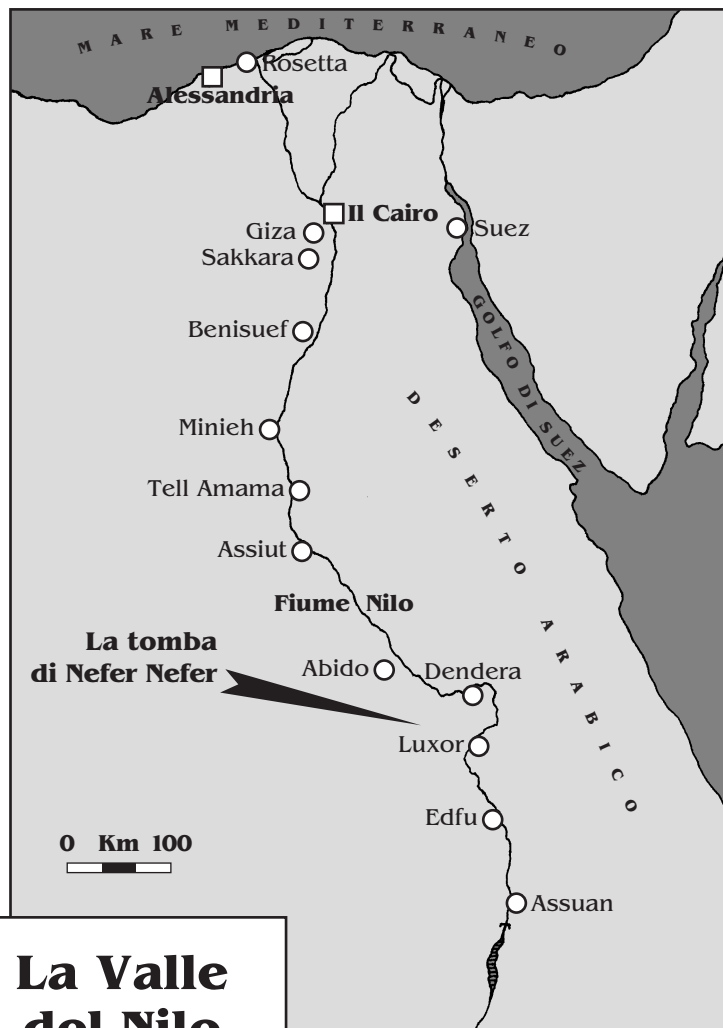 MARE MEDITERRANEO
Rosetta
Alessandria
Il Cairo
Giza
Suez
Sakkara
GOLFO DI SUEZ
Benisuef
DESERTO ARABICO
Minieh
Tell Amama
Assiut
Fiume Nilo
La tomba
di Nefer Nefer
Abido
Dendera
Luxor
Edfu
0 Km 100
Assuan
La Valle
del Nilo